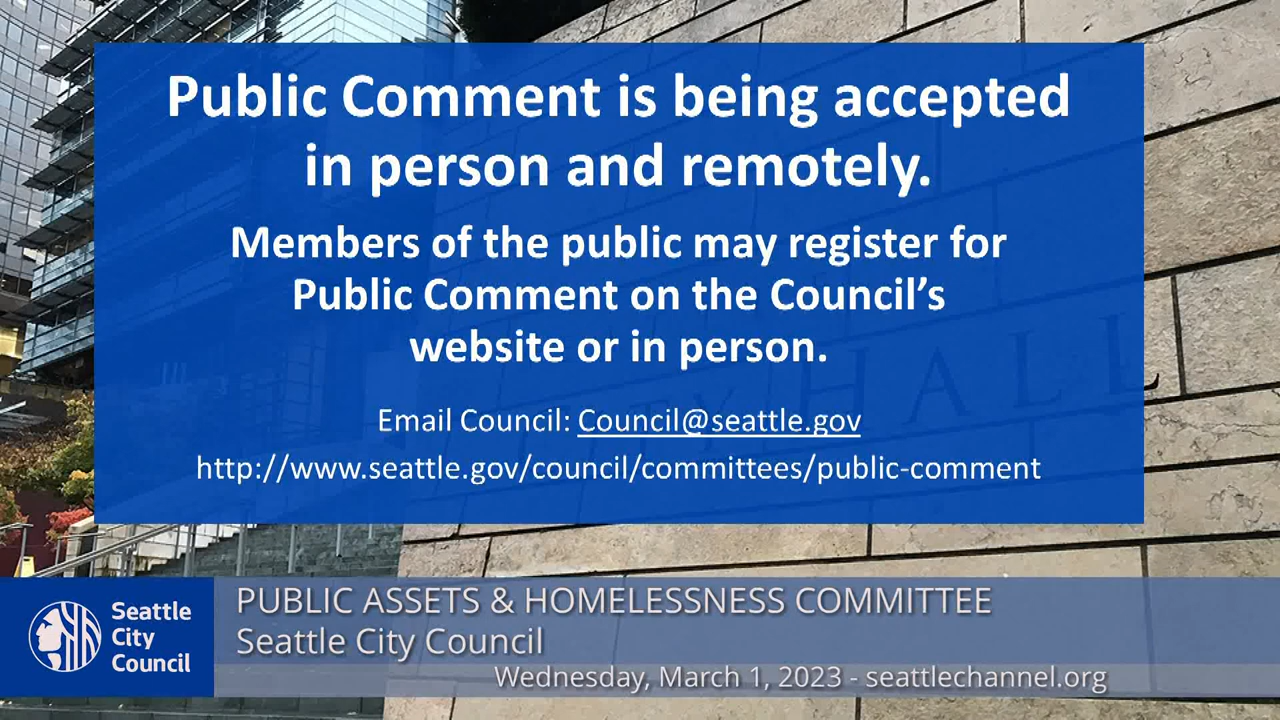 Public Comment is being accepted
in person and remotely.
Members of the public may register for
Public Comment on the Council’s
website or in person.
HALL
Email Council: Council@seattle.gov
http://www.seattle.gov/council/committees/public-comment
Seattle
City
Council
PUBLIC ASSETS & HOMELESSNESS COMMITTEE
Seattle City Council
Wednesday, March 1, 2023 - seattlechannel.org